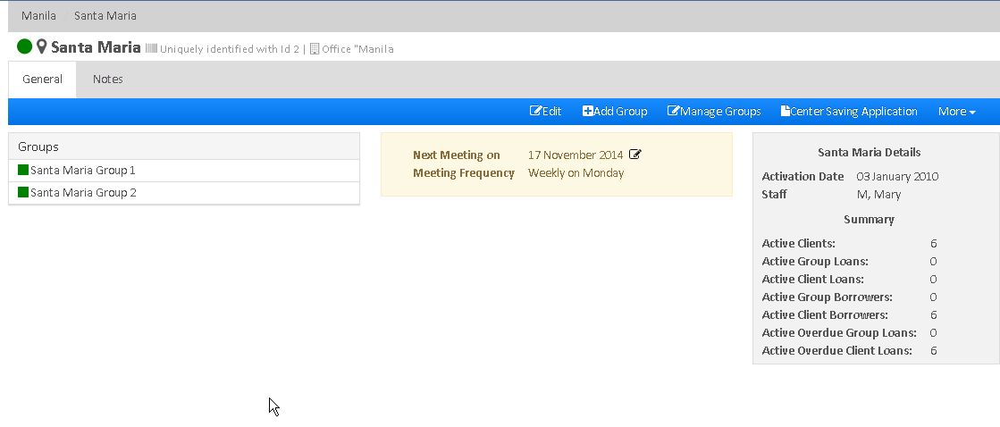 Manila Santa Maria
Santa Maria Uniquely identified with Id 2 | Office "Manila
General Notes
Edit Add Group Manage Groups Center Saving Application More
Groups
Santa Maria Group 1
Santa Maria Group 2
Next Meeting on 17 November 2014
Meeting Frequency Weekly on Monday
Santa Maria Details
Activation Date 03 January 2010
Staff M, Mary
Summary
Active Clients: 6
Active Group Loans: 0
Active Client Loans: 0
Active Group Borrowers: 0
Active Client Borrowers: 6
Active Overdue Group Loans: 0
Active Overdue Client Loans: 6